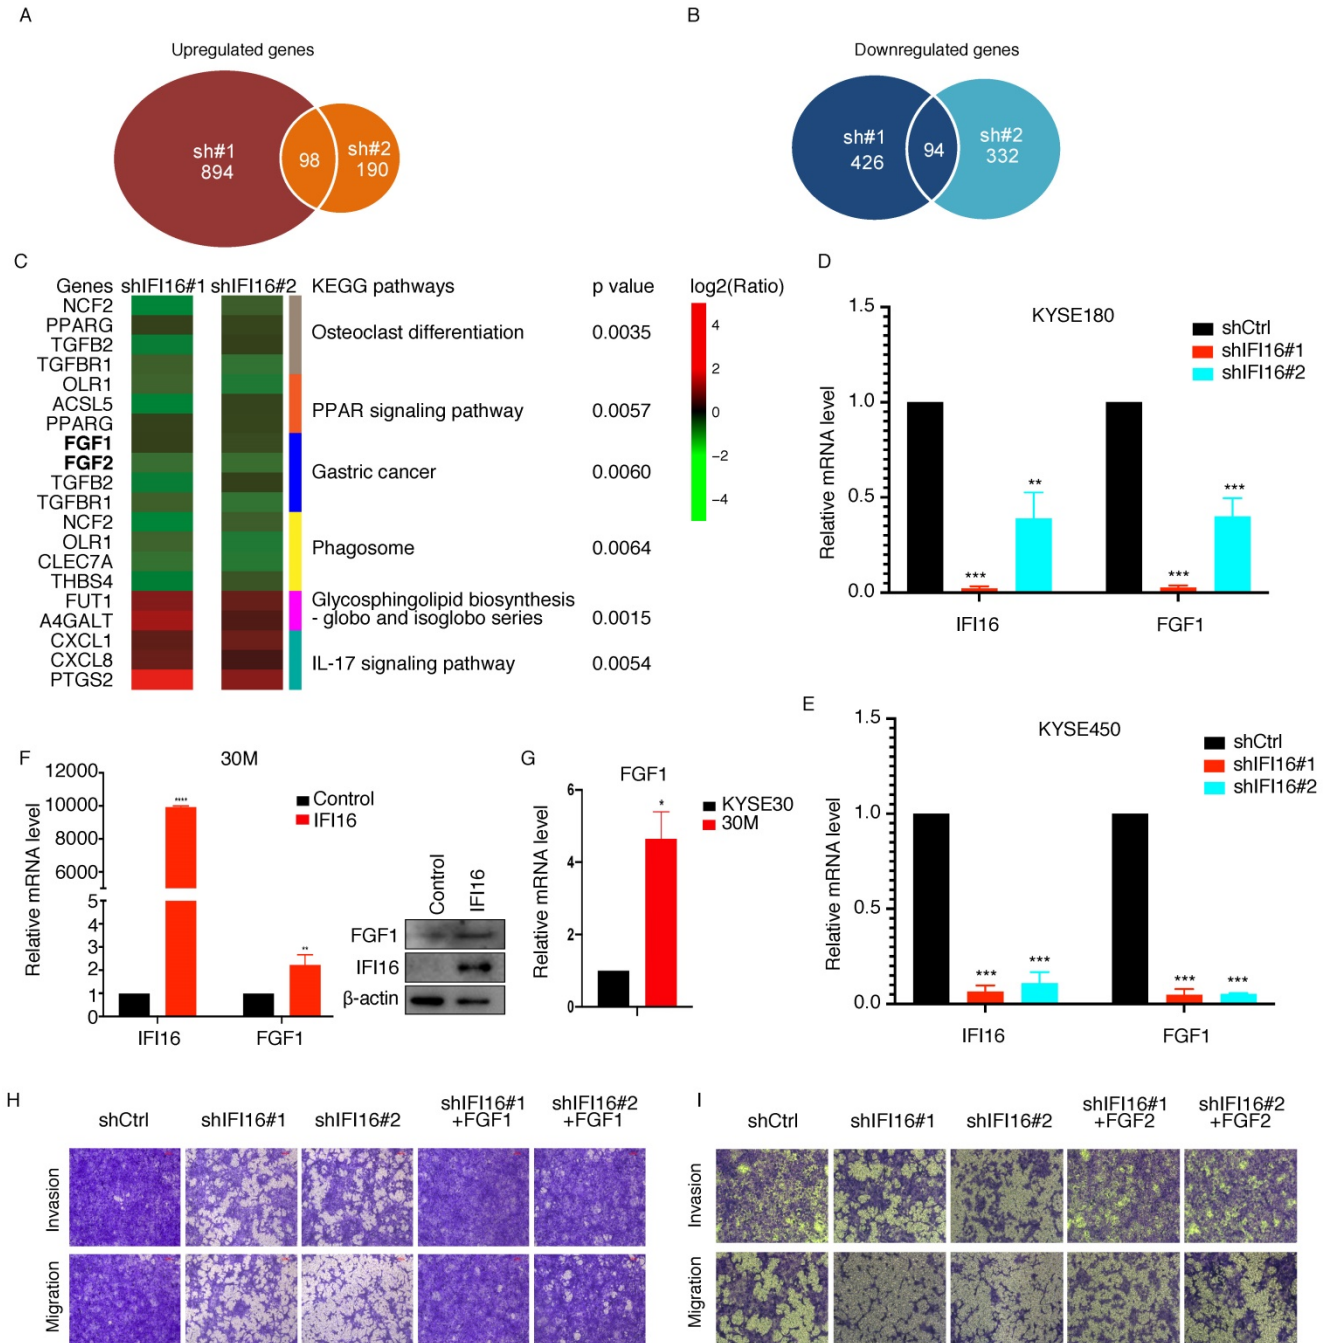 A
Upregulated genes
sh#1
894
98
sh#2
190
B
Downregulated genes
sh#1
426
94
sh#2
332
C
Genes shIFI16#1 shIFI16#2 KEGG pathways p value log2(Ratio)
NCF2
PPARG
TGFB2
TGFBR1
OLR1
ACSL5
PPARG
FGF1
FGF2
TGFB2
TGFBR1
NCF2
OLR1
CLEC7A
THBS4
FUT1
A4GALT
CXCL1
CXCL8
PTGS2
Osteoclast differentiation 0.0035
PPAR signaling pathway 0.0057
Gastric cancer 0.0060
Phagosome 0.0064
Glycosphingolipid biosynthesis
- globo and isoglobo series 0.0015
IL-17 signaling pathway 0.0054
4
2
0
−2
−4
D
KYSE180
Relative mRNA level
1.5
1.0
0.5
0.0
shCtrl
shIFI16#1
shIFI16#2
***
**
***
***
IFI16 FGF1
E
KYSE450
Relative mRNA level
1.5
1.0
0.5
0.0
shCtrl
shIFI16#1
shIFI16#2
***
***
***
***
IFI16 FGF1
F
30M
Relative mRNA level
12000
10000
8000
6000
5
4
3
2
1
0
****
**
Control
IFI16
IFI16 FGF1
Control IFI16
FGF1
IFI16
β-actin
G
FGF1
Relative mRNA level
6
4
2
0
*
KYSE30
30M
H
shCtrl shIFI16#1 shIFI16#2 shIFI16#1 +FGF1 shIFI16#2 +FGF1
Invasion
Migration
I
shCtrl shIFI16#1 shIFI16#2 shIFI16#1 +FGF2 shIFI16#2 +FGF2
Invasion
Migration